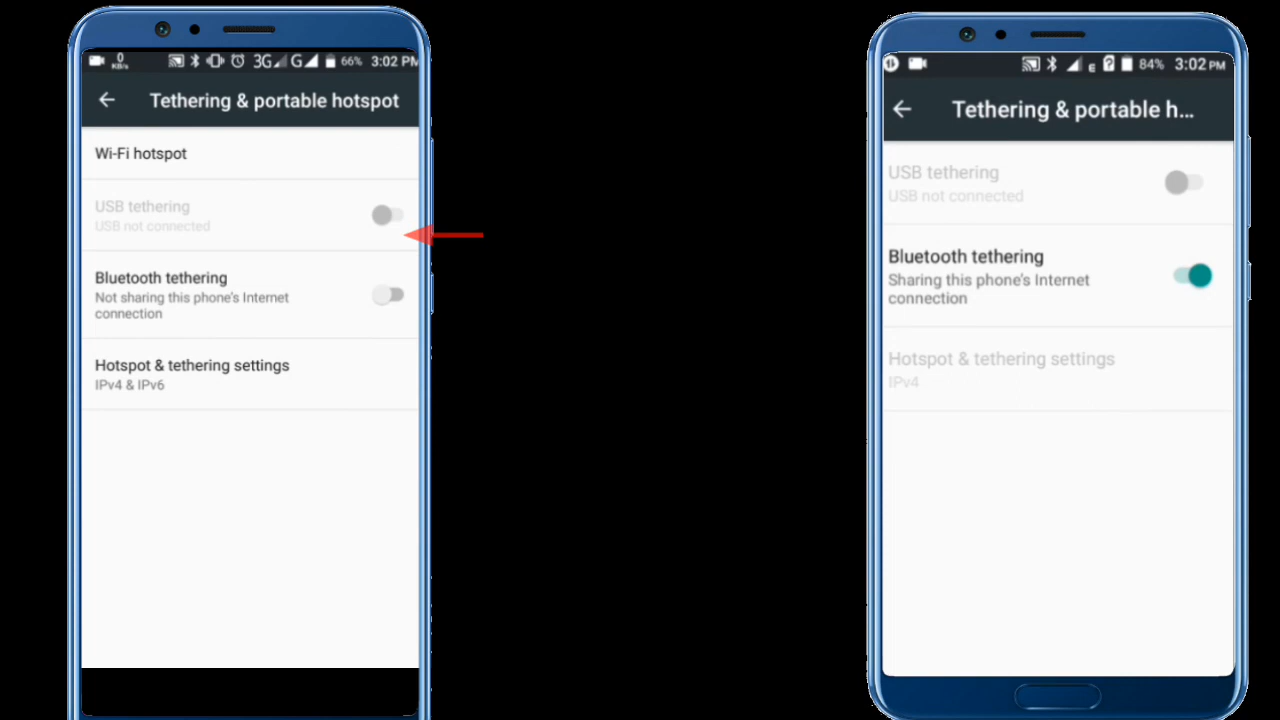 0
KB/s
3G G 66% 3:02 PM
Tethering & portable hotspot
Wi-Fi hotspot
USB tethering
USB not connected
Bluetooth tethering
Not sharing this phone's Internet
connection
Hotspot & tethering settings
IPv4 & IPv6
E 84% 3:02 PM
Tethering & portable h...
USB tethering
USB not connected
Bluetooth tethering
Sharing this phone's Internet
connection
Hotspot & tethering settings
IPv4